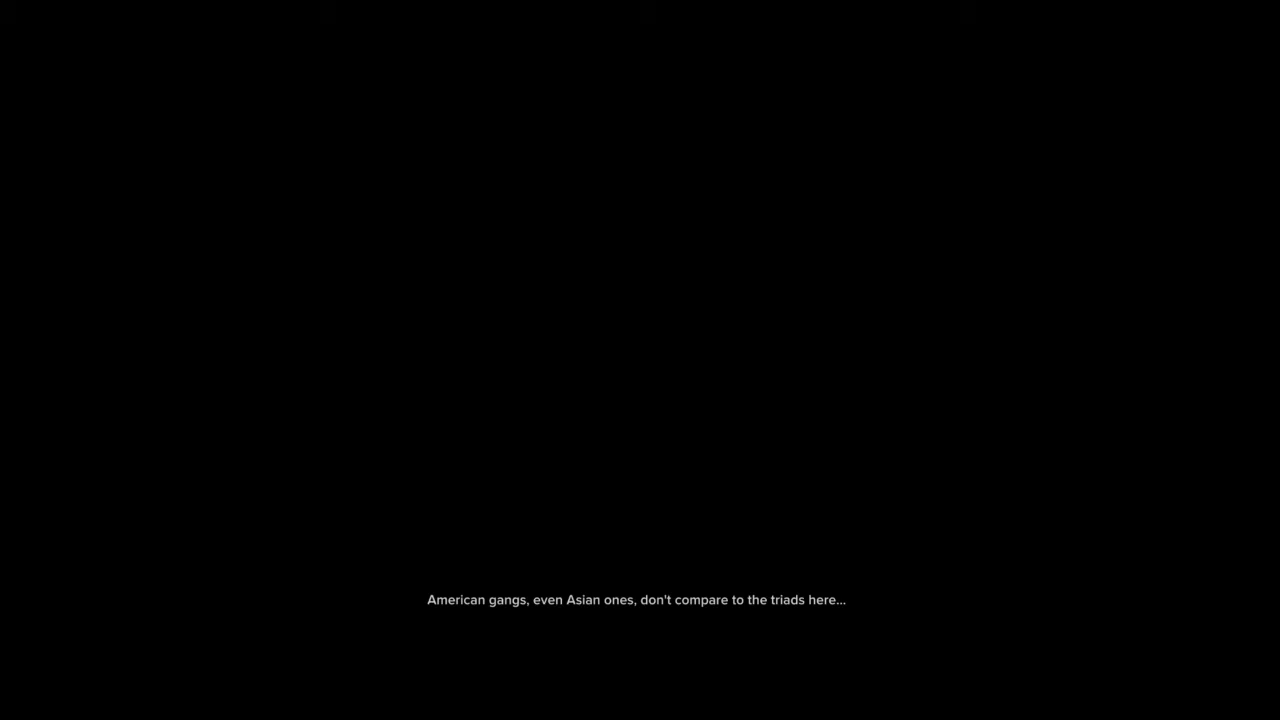 American gangs, even Asian ones, don't compare to the triads here...